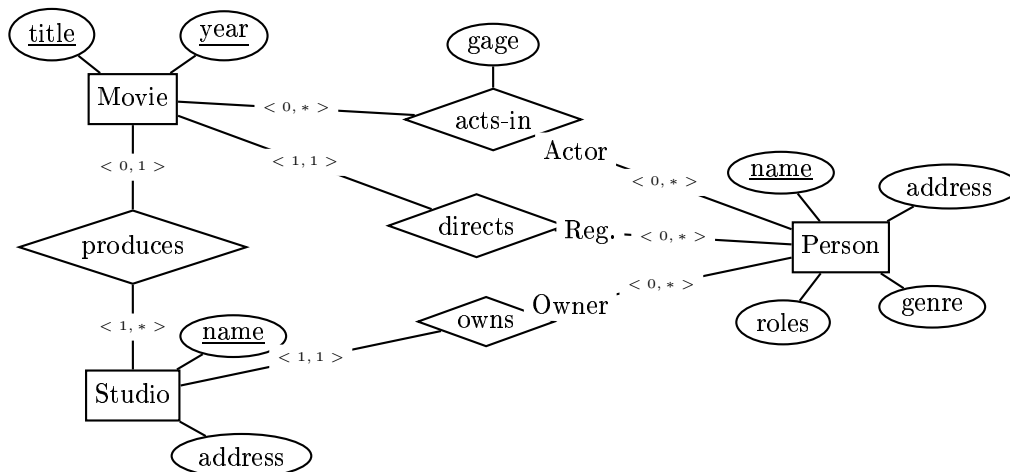 title
year
gage
Movie
< 0, * >
acts-in
Actor
< 0, 1 >
< 1, 1 >
name
< 0, * >
address
produces
directs
Reg.
< 0, * >
Person
< 0, * >
Owner
owns
genre
roles
< 1, * >
name
< 1, 1 >
Studio
address